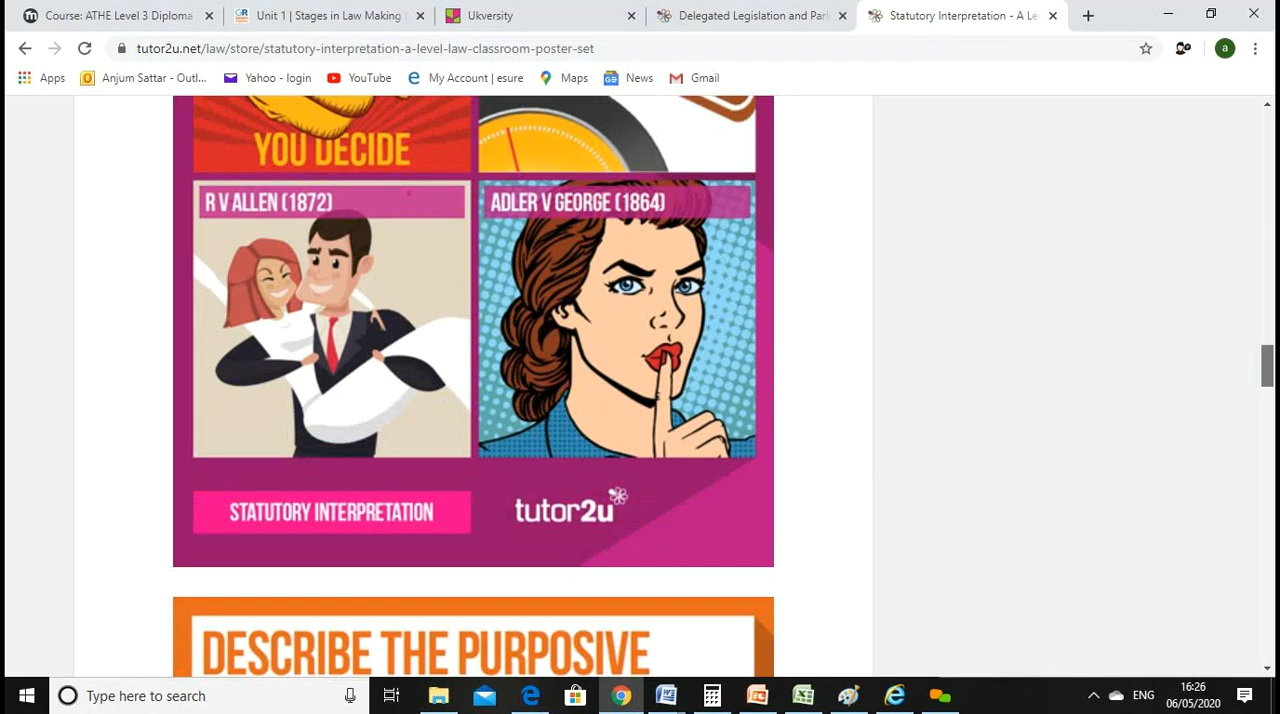 Course: ATHE Level 3 Diploma
Unit 1 | Stages in Law Making (
Ukversity
Delegated Legislation and Parl
Statutory Interpretation - A Le
tutor2u.net/law/store/statutory-interpretation-a-level-law-classroom-poster-set
a
Apps
Anjum Sattar - Outl...
Yahoo - login
YouTube
My Account | esure
Maps
News
Gmail
YOU DECIDE
R V ALLEN (1872)
ADLER V GEORGE (1864)
STATUTORY INTERPRETATION
tutor2u
DESCRIBE THE PURPOSIVE
Type here to search
ENG
16:26
06/05/2020